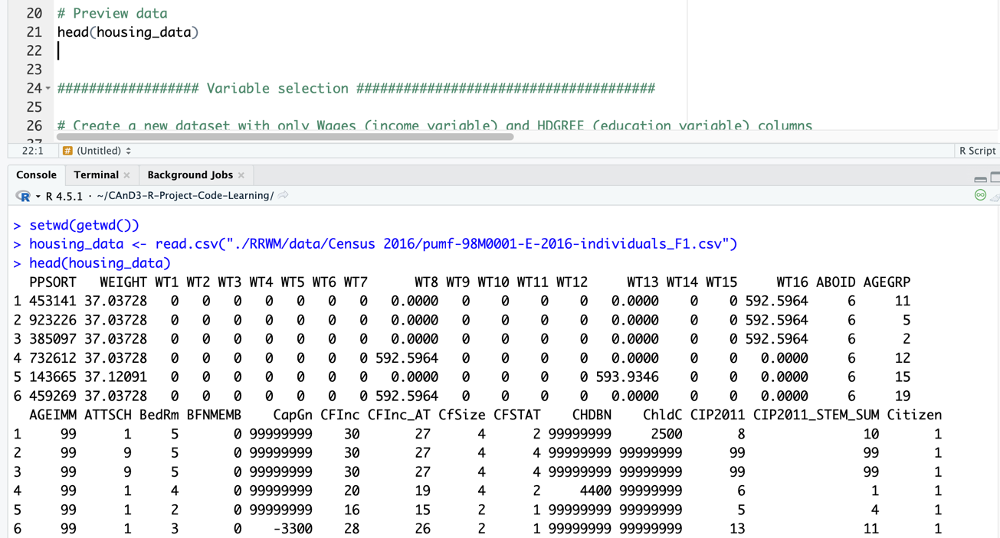 20 # Preview data
21 head(housing_data)
22
23
24 ################## Variable selection ######################################
25
26 # Create a new dataset with only Wages (income variable) and HDGREE (education variable) columns
27
22:1 # (Untitled) R Script
Console Terminal × Background Jobs ×
R R 4.5.1 · ~/CAnD3-R-Project-Code-Learning/
> setwd(getwd())
> housing_data <- read.csv("./RRWM/data/Census 2016/pumf-98M0001-E-2016-individuals_F1.csv")
> head(housing_data)
PPSORT WEIGHT WT1 WT2 WT3 WT4 WT5 WT6 WT7 WT8 WT9 WT10 WT11 WT12 WT13 WT14 WT15 WT16 ABOID AGEGRP
1 453141 37.03728 0 0 0 0 0 0 0 0.0000 0 0 0 0 0.0000 0 0 592.5964 6 11
2 923226 37.03728 0 0 0 0 0 0 0 0.0000 0 0 0 0 0.0000 0 0 592.5964 6 5
3 385097 37.03728 0 0 0 0 0 0 0 0.0000 0 0 0 0 0.0000 0 0 592.5964 6 2
4 732612 37.03728 0 0 0 0 0 0 0 592.5964 0 0 0 0 0.0000 0 0 0.0000 6 12
5 143665 37.12091 0 0 0 0 0 0 0 0.0000 0 0 0 0 593.9346 0 0 0.0000 6 15
6 459269 37.03728 0 0 0 0 0 0 0 592.5964 0 0 0 0 0.0000 0 0 0.0000 6 19
AGEIMM ATTSCH BedRm BFNMEMB CapGn CFInc CFInc_AT CfSize CFSTAT CHDBN ChldC CIP2011 CIP2011_STEM_SUM Citizen
1 99 1 5 0 99999999 30 27 4 2 99999999 2500 8 10 1
2 99 9 5 0 99999999 30 27 4 4 99999999 99999999 99 99 1
3 99 9 5 0 99999999 30 27 4 4 99999999 99999999 99 99 1
4 99 1 4 0 99999999 20 19 4 2 4400 99999999 6 1 1
5 99 1 2 0 99999999 16 15 2 1 99999999 99999999 5 4 1
6 99 1 3 0 -3300 28 26 2 1 99999999 99999999 13 11 1